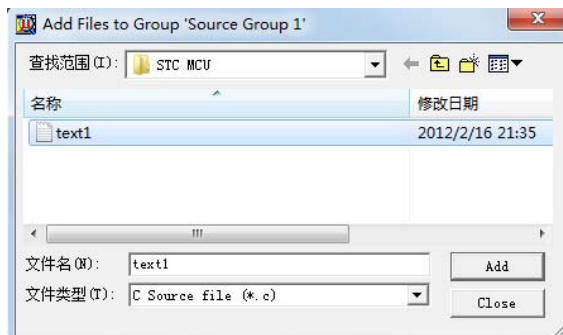 Add Files to Group 'Source Group 1'
查找范围(I): STC MCU
名称 修改日期
text1 2012/2/16 21:35
文件名(N): text1 Add
文件类型(T): C Source file (*.c) Close